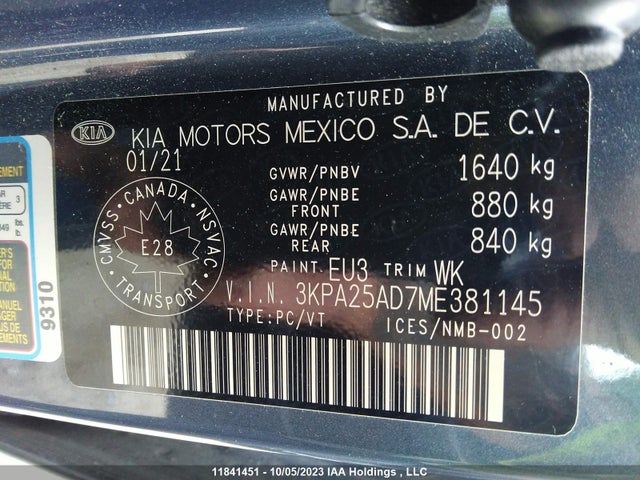 MANUFACTURED BY
KIA
KIA MOTORS MEXICO S.A. DE C.V.
01/21
GVWR/PNBV 1640 kg
GAWR/PNBE FRONT 880 kg
GAWR/PNBE REAR 840 kg
CANADA
CMVSS
NSVAC
E28
TRANSPORT
PAINT EU3 TRIM WK
V.I.N. 3KPA25AD7ME381145
TYPE:PC/VT ICES/NMB-002
9310
11841451 - 10/05/2023 IAA Holdings , LLC